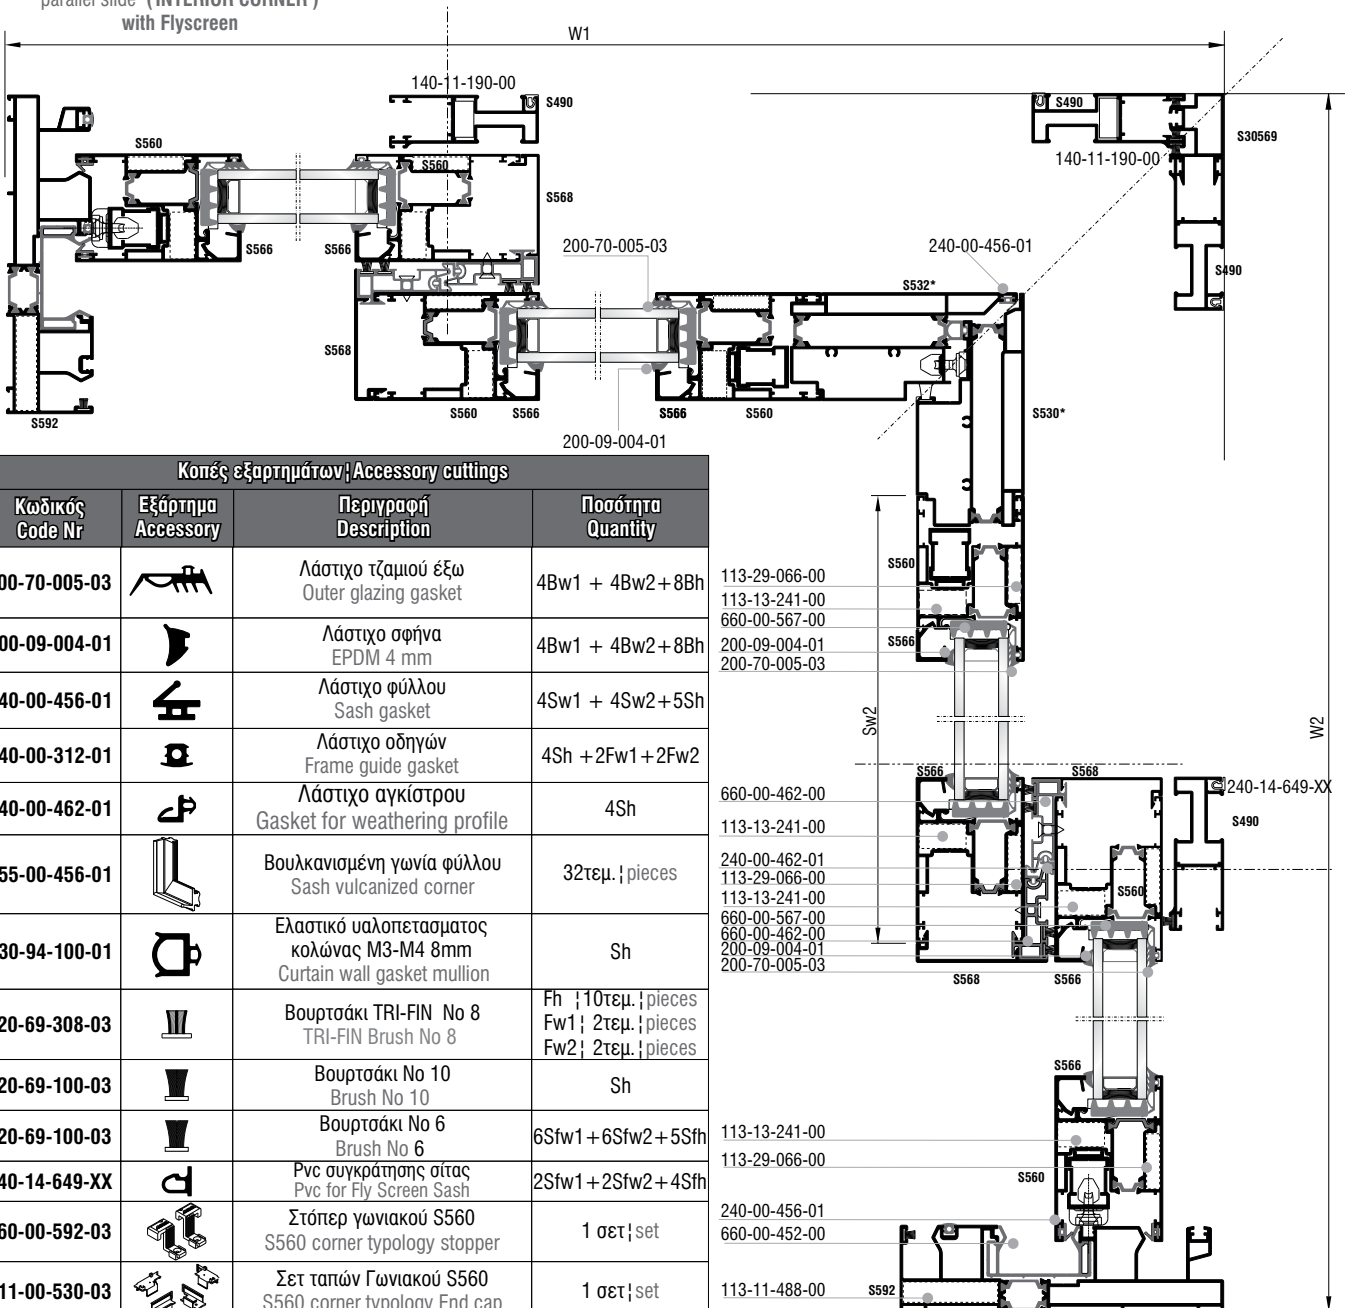 parallel slide (INTERIOR CORNER)
with Flyscreen
W1
140-11-190-00
S490
S560
S560
S568
S566
S566
200-70-005-03
240-00-456-01
S532*
S490
S30569
140-11-190-00
S490
S568
S592
S560
S566
S566
S560
S530*
200-09-004-01
Κοπές εξαρτημάτων¦Accessory cuttings
Κωδικός
Code Nr
Εξάρτημα
Accessory
Περιγραφή
Description
Ποσότητα
Quantity
00-70-005-03
Λάστιχο τζαμιού έξω
Outer glazing gasket
4Bw1 + 4Bw2+8Bh
00-09-004-01
Λάστιχο σφήνα
EPDM 4 mm
4Bw1 + 4Bw2+8Bh
40-00-456-01
Λάστιχο φύλλου
Sash gasket
4Sw1 + 4Sw2+5Sh
40-00-312-01
Λάστιχο οδηγών
Frame guide gasket
4Sh +2Fw1+2Fw2
40-00-462-01
Λάστιχο αγκίστρου
Gasket for weathering profile
4Sh
55-00-456-01
Βουλκανισμένη γωνία φύλλου
Sash vulcanized corner
32τεμ.¦pieces
30-94-100-01
Ελαστικό υαλοπετασματος
κολώνας M3-M4 8mm
Curtain wall gasket mullion
Sh
20-69-308-03
Βουρτσάκι TRI-FIN No 8
TRI-FIN Brush No 8
Fh ¦10τεμ.¦pieces
Fw1¦ 2τεμ.¦pieces
Fw2¦ 2τεμ.¦pieces
20-69-100-03
Βουρτσάκι No 10
Brush No 10
Sh
20-69-100-03
Βουρτσάκι No 6
Brush No 6
6Sfw1+6Sfw2+5Sfh
40-14-649-XX
Pvc συγκράτησης σίτας
Pvc for Fly Screen Sash
2Sfw1+2Sfw2+4Sfh
60-00-592-03
Στόπερ γωνιακού S560
S560 corner typology stopper
1 σετ¦set
11-00-530-03
Σετ ταπών Γωνιακού S560
S560 corner typology End cap
1 σετ¦set
S560
113-29-066-00
113-13-241-00
660-00-567-00
S566
200-09-004-01
200-70-005-03
Sw2
W2
S566
S568
240-14-649-XX
660-00-462-00
S490
113-13-241-00
240-00-462-01
113-29-066-00
113-13-241-00
S560
660-00-567-00
660-00-462-00
200-09-004-01
200-70-005-03
S568
S566
S566
113-13-241-00
113-29-066-00
S560
240-00-456-01
660-00-452-00
113-11-488-00
S592